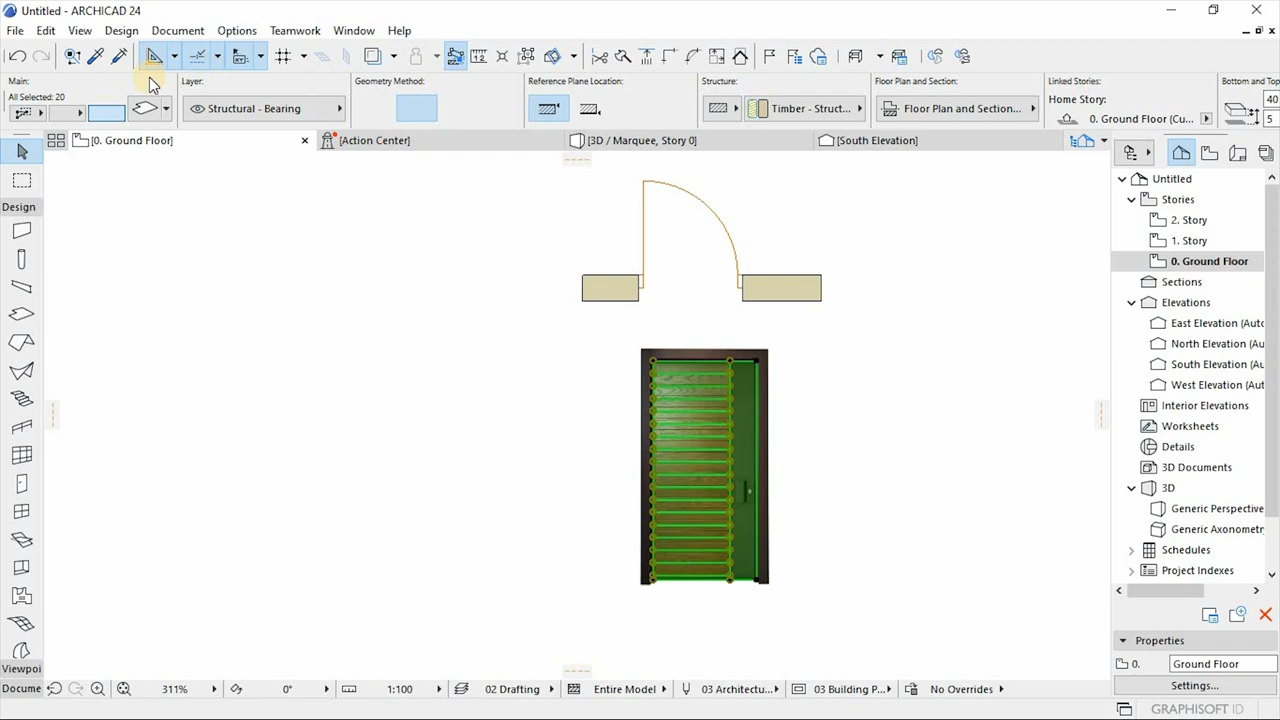 Untitled - ARCHICAD 24
File Edit View Design Document Options Teamwork Window Help
Main:
All Selected: 20
Layer:
Structural - Bearing
Geometry Method:
Reference Plane Location:
Structure:
Timber - Struct...
Floor Plan and Section:
Floor Plan and Section...
Linked Stories:
Home Story:
0. Ground Floor (Cu...
Bottom and Top
40
5
[0. Ground Floor]
[Action Center]
[3D / Marquee, Story 0]
[South Elevation]
Design
Viewpoi
Docume
Untitled
Stories
2. Story
1. Story
0. Ground Floor
Sections
Elevations
East Elevation (Aut
North Elevation (Au
South Elevation (Au
West Elevation (Aut
Interior Elevations
Worksheets
Details
3D Documents
3D
Generic Perspective
Generic Axonometr
Schedules
Project Indexes
Properties
0.
Ground Floor
Settings...
311%
0°
1:100
02 Drafting
Entire Model
03 Architectu...
03 Building P...
No Overrides
GRAPHISOFT ID